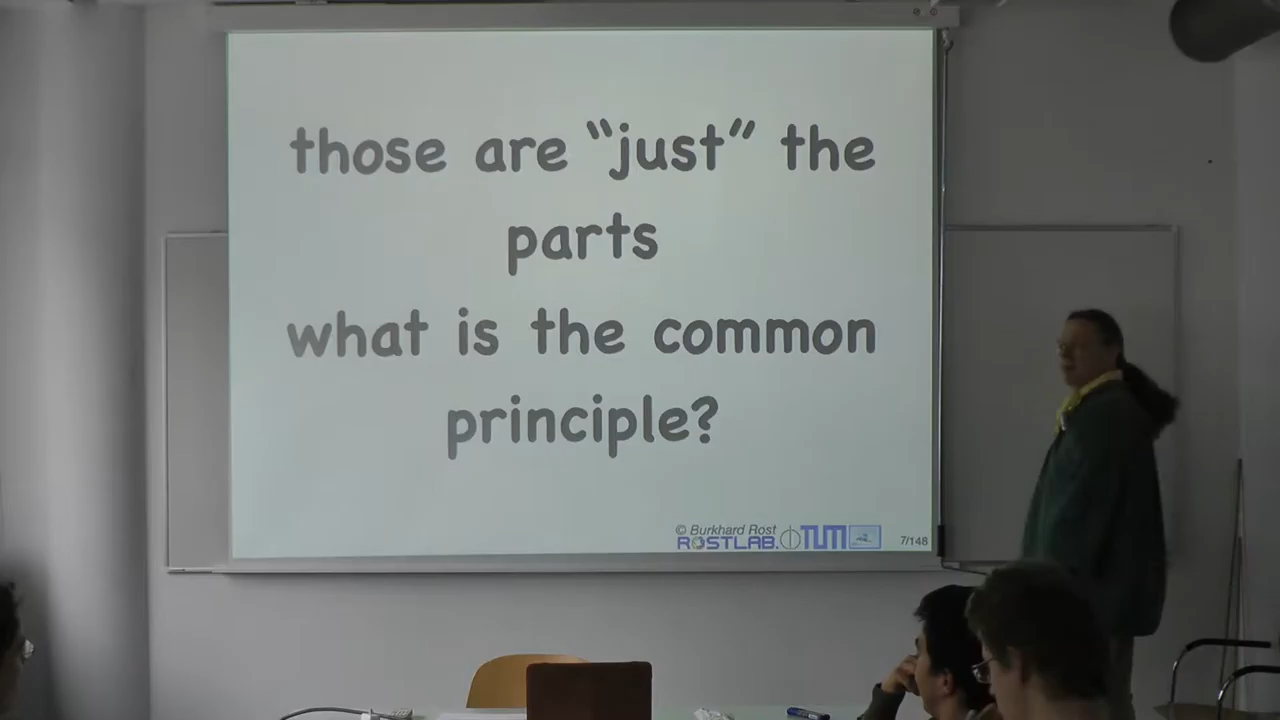 those are “just” the
parts
what is the common
principle?
© Burkhard Rost
ROSTLAB. TUM
7/148